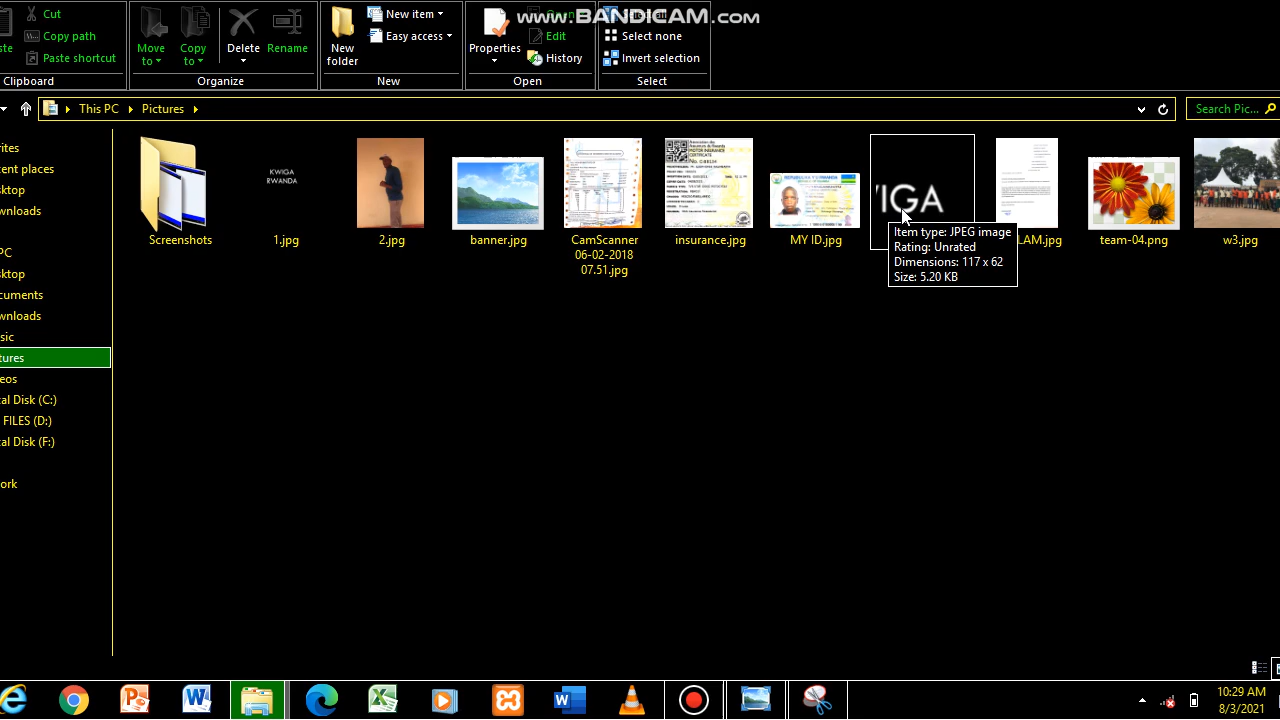 www.BANDICAM.com
Cut
Copy path
Paste shortcut
Clipboard
Move to
Copy to
Delete
Rename
Organize
New folder
New item
Easy access
New
Properties
Edit
History
Open
Select none
Invert selection
Select
This PC
Pictures
Search Pic...
Screenshots
KWIGA
RWANDA
1.jpg
2.jpg
banner.jpg
CamScanner
06-02-2018
07.51.jpg
insurance.jpg
MY ID.jpg
IGA
LAM.jpg
team-04.png
w3.jpg
Item type: JPEG image
Rating: Unrated
Dimensions: 117 x 62
Size: 5.20 KB
rites
ent places
sktop
wnloads
PC
sktop
cuments
wnloads
sic
tures
eos
al Disk (C:)
FILES (D:)
al Disk (F:)
ork
10:29 AM
8/3/2021